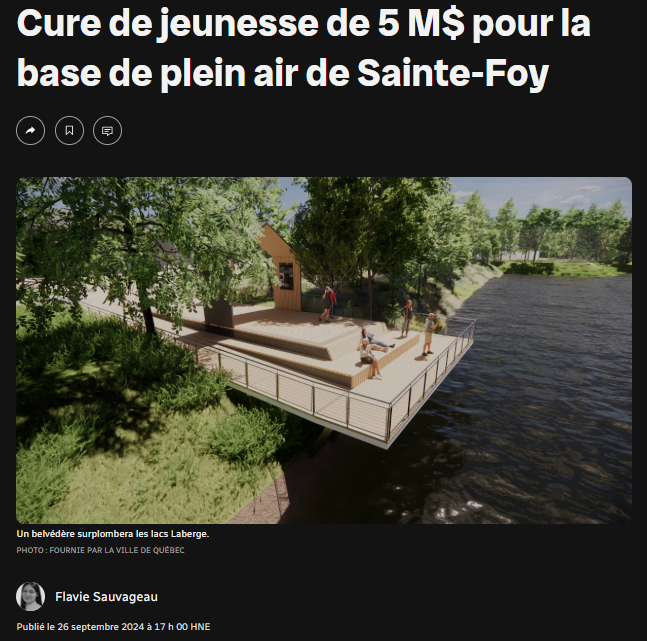 Cure de jeunesse de 5 M$ pour la
base de plein air de Sainte-Foy
Un belvédère surplombera les lacs Laberge.
PHOTO : FOURNIE PAR LA VILLE DE QUÉBEC
Flavie Sauvageau
Publié le 26 septembre 2024 à 17 h 00 HNE